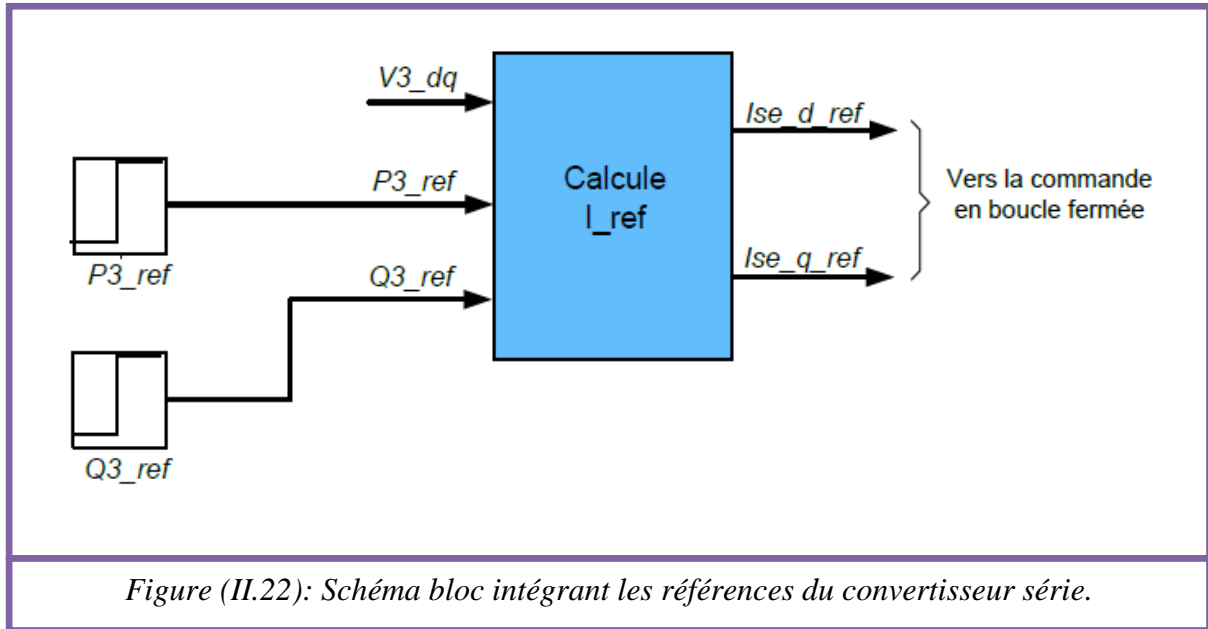 V3_dq
P3_ref
Q3_ref
P3_ref
Q3_ref
Calcule
I_ref
Ise_d_ref
Ise_q_ref
Vers la commande
en boucle fermée
Figure (II.22): Schéma bloc intégrant les références du convertisseur série.